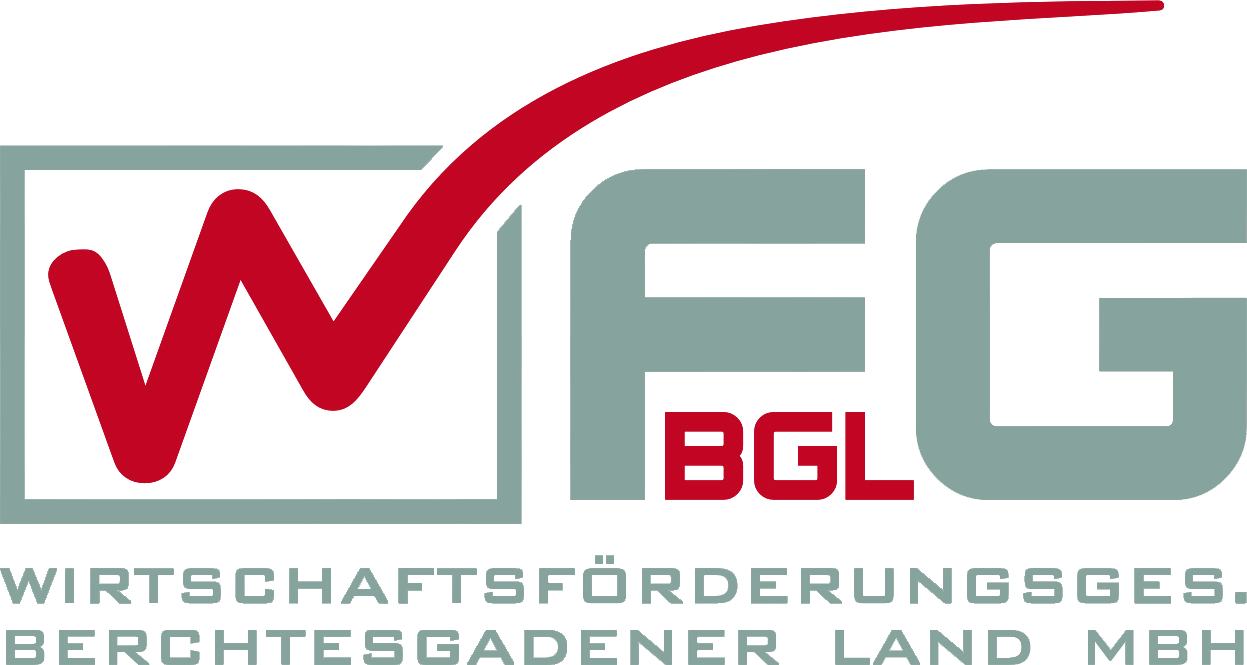 WFG
BGL
WIRTSCHAFTSFÖRDERUNGSGES.
BERCHTESGADENER LAND MBH